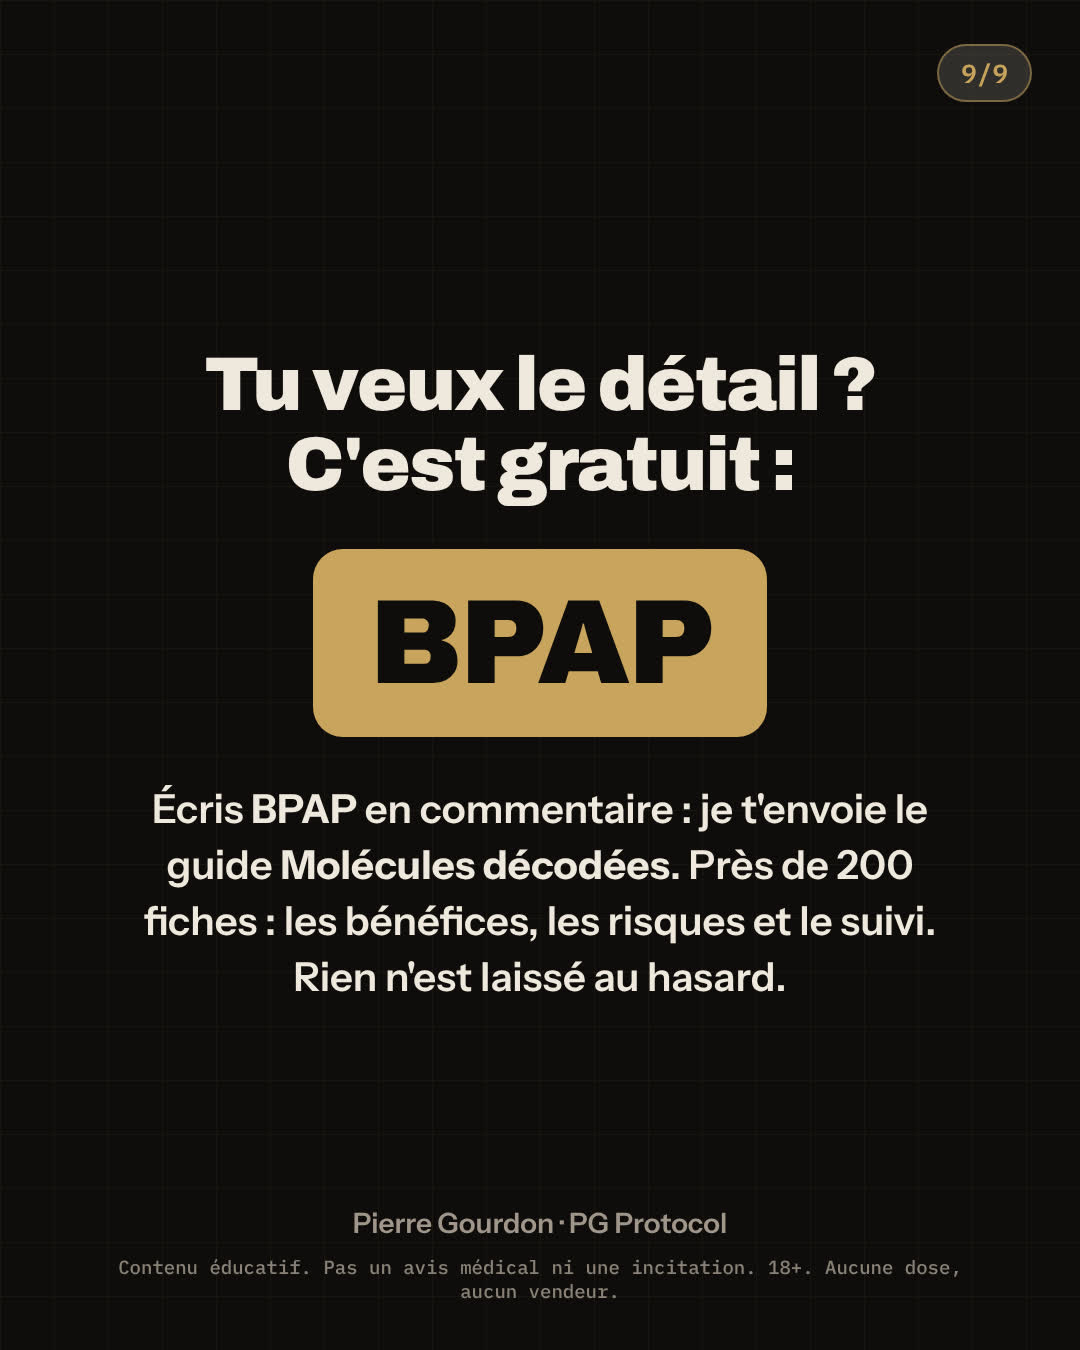 9/9
Tu veux le détail ?
C'est gratuit :
BPAP
Écris BPAP en commentaire : je t'envoie le
guide Molécules décodées. Près de 200
fiches : les bénéfices, les risques et le suivi.
Rien n'est laissé au hasard.
Pierre Gourdon · PG Protocol
Contenu éducatif. Pas un avis médical ni une incitation. 18+. Aucune dose,
aucun vendeur.